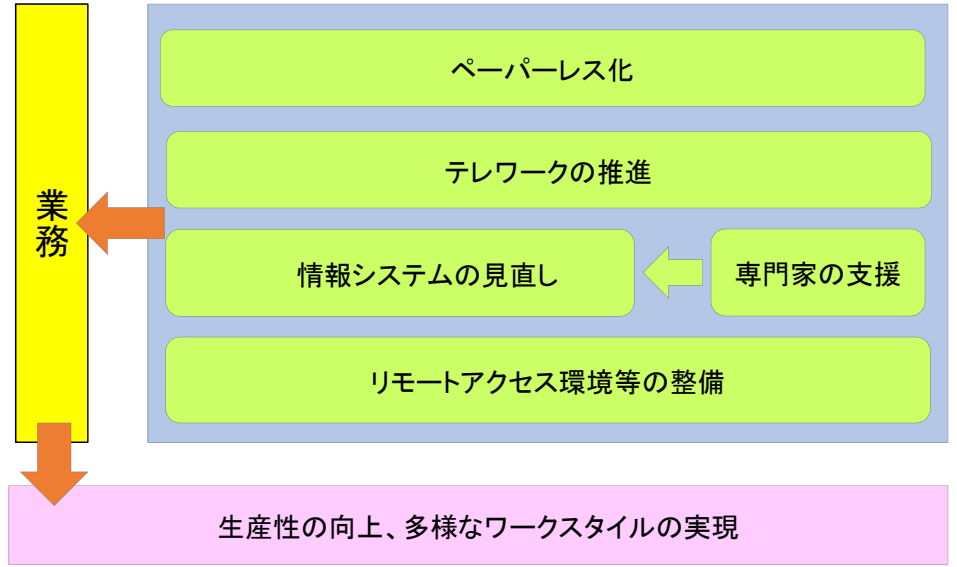 業務
ペーパーレス化
テレワークの推進
情報システムの見直し
専門家の支援
リモートアクセス環境等の整備
生産性の向上、多様なワークスタイルの実現